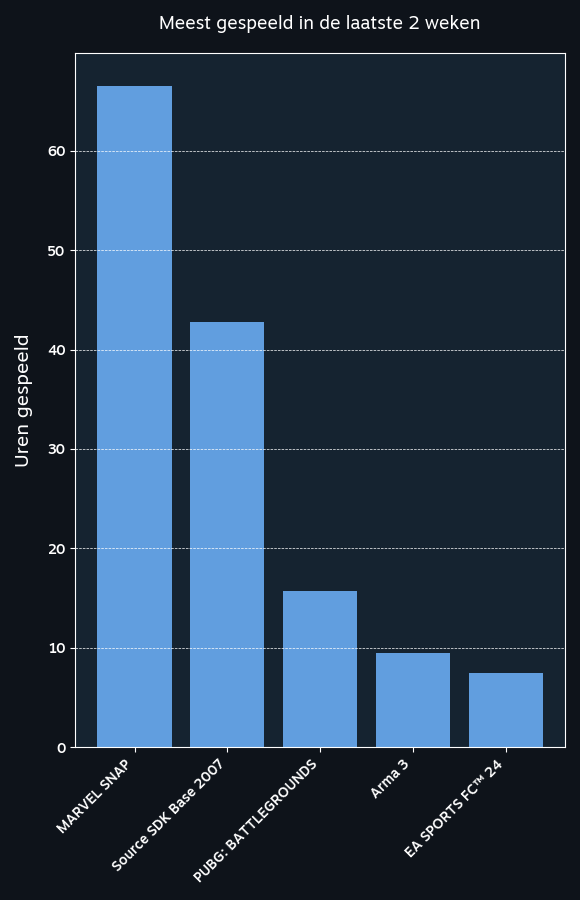 Meest gespeeld in de laatste 2 weken
Uren gespeeld
60
50
40
30
20
10
0
MARVEL SNAP
Source SDK Base 2007
PUBG: BATTLEGROUNDS
Arma 3
EA SPORTS FC™ 24